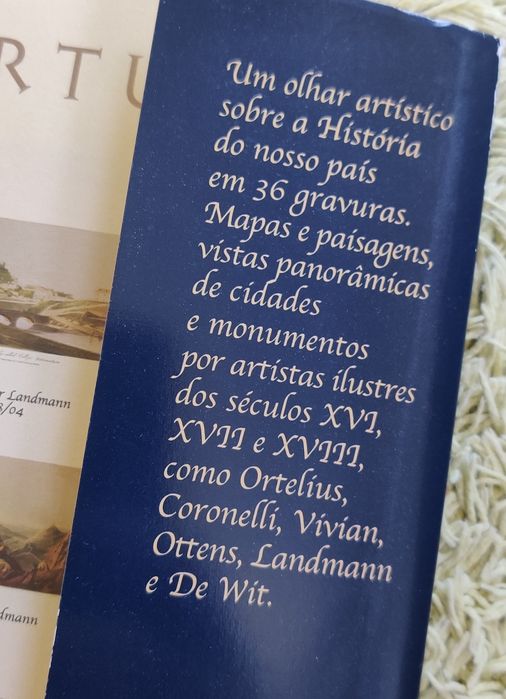 RTU
Um olhar artístico
sobre a História
do nosso país
em 36 gravuras.
Mapas e paisagens,
vistas panorâmicas
de cidades
e monumentos
por artistas ilustres
dos séculos XVI,
XVII e XVIII,
como Ortelius,
Coronelli, Vivian,
Ottens, Landmann
e De Wit.
Landmann
/04